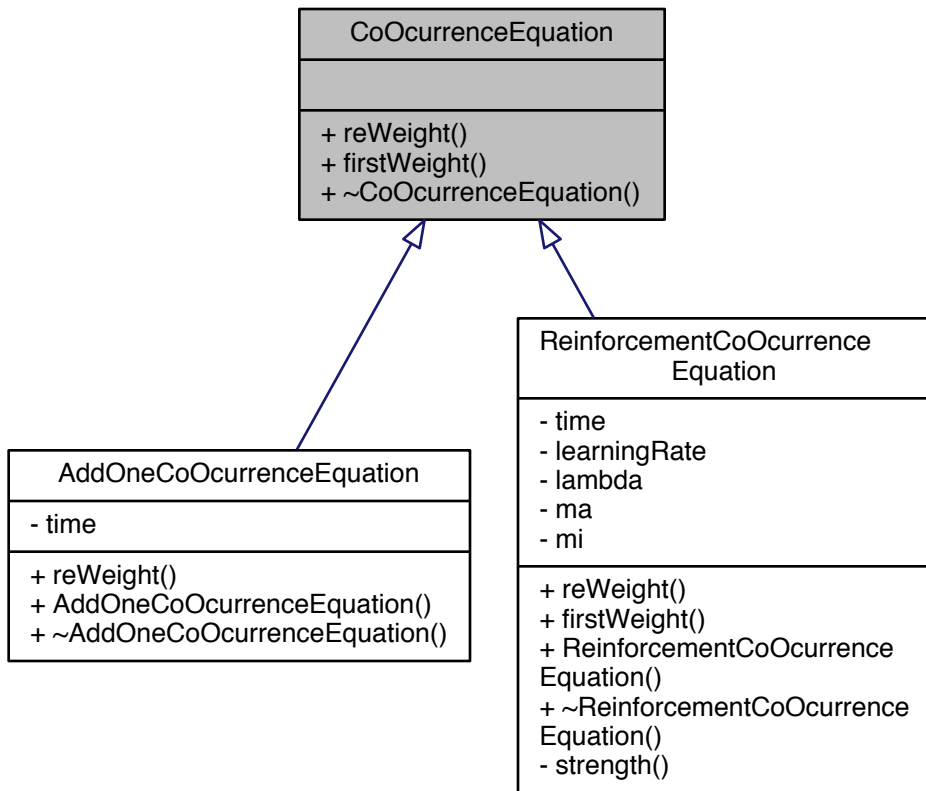 CoOcurrenceEquation
+ reWeight()
+ firstWeight()
+ ~CoOcurrenceEquation()
AddOneCoOcurrenceEquation
- time
+ reWeight()
+ AddOneCoOcurrenceEquation()
+ ~AddOneCoOcurrenceEquation()
ReinforcementCoOcurrence
Equation
- time
- learningRate
- lambda
- ma
- mi
+ reWeight()
+ firstWeight()
+ ReinforcementCoOcurrence
Equation()
+ ~ReinforcementCoOcurrence
Equation()
- strength()